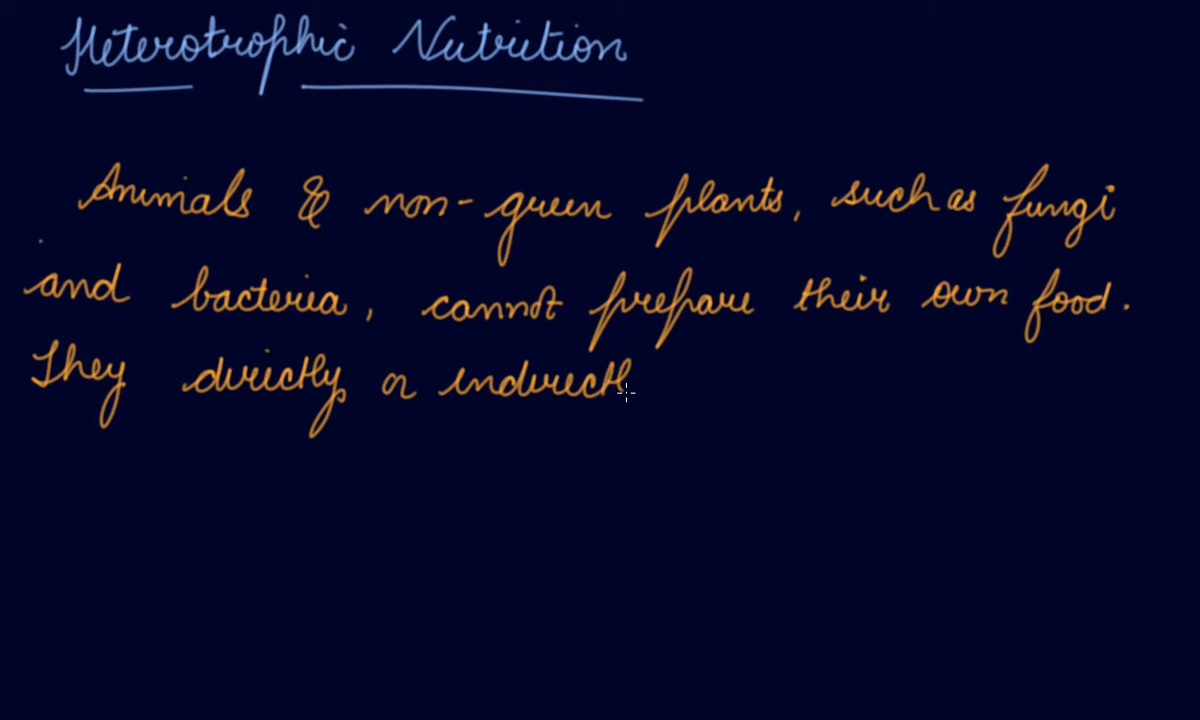 Heterotrophic Nutrition
Animals & non-green plants, such as fungi
and bacteria, cannot prepare their own food.
They directly or indirectl